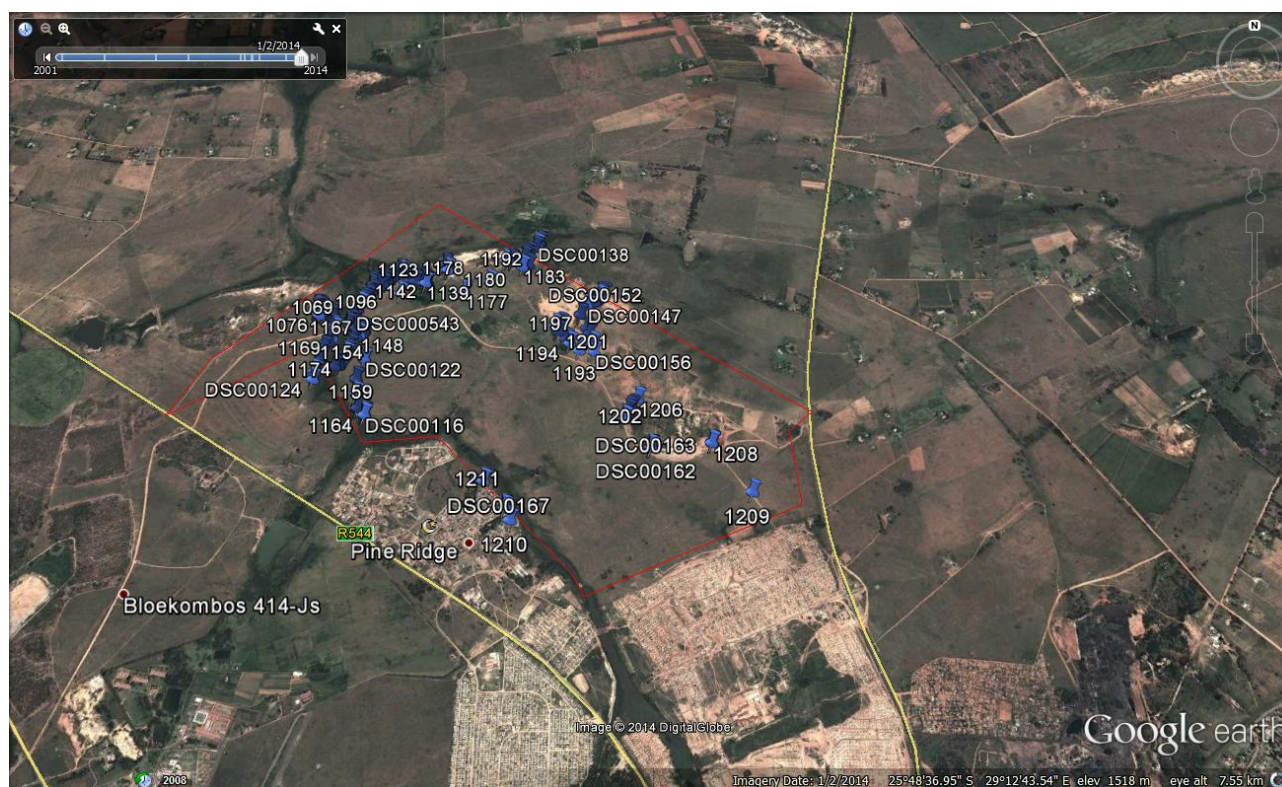 1/2/2014
2001
2014
N
1123
1178
1192
DSC00138
1142
1180
1183
1139
1177
1096
1069
DSC00152
1076
1167
DSC000543
1197
DSC00147
1169
1154
1148
1194
1201
DSC00156
1174
DSC00122
1193
DSC00124
1159
1202
1206
1164
DSC00116
DSC00163
1208
DSC00162
1211
DSC00167
1209
R544
Pine Ridge
1210
Bloekombos 414-Js
Image © 2014 DigitalGlobe
Google earth
2008
Imagery Date: 1/2/2014 25°48'36.95" S 29°12'43.54" E elev 1518 m eye alt 7.55 km